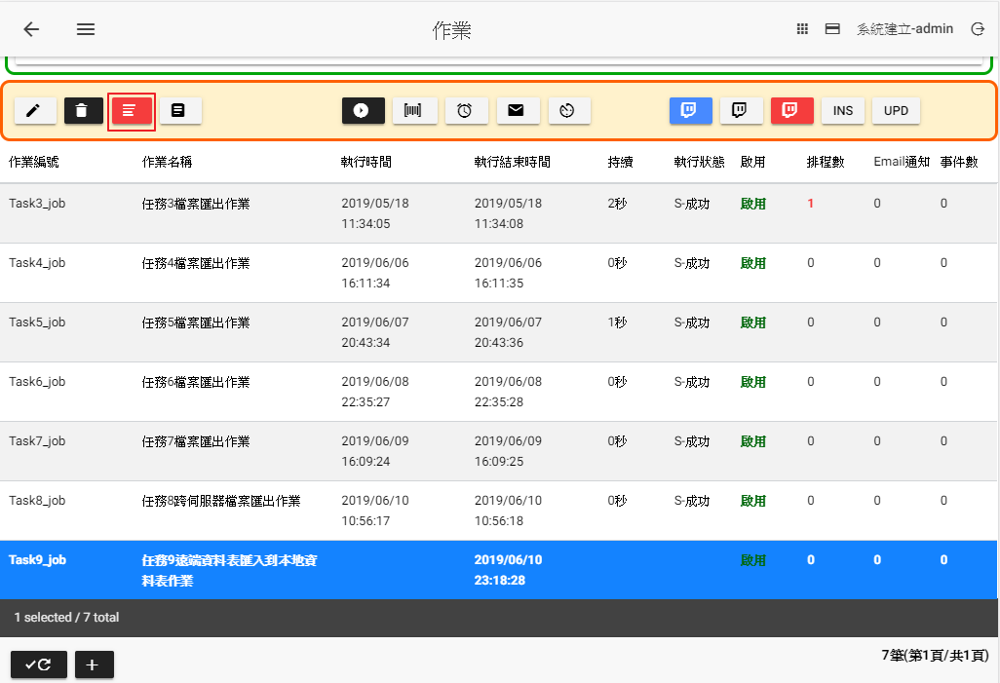 作業
系統建立-admin
INS
UPD
作業編號 作業名稱 執行時間 執行結束時間 持續 執行狀態 啟用 排程數 Email通知 事件數
Task3_job 任務3檔案匯出作業 2019/05/18 2019/05/18 2秒 S-成功 啟用 1 0 0
11:34:05 11:34:08
Task4_job 任務4檔案匯出作業 2019/06/06 2019/06/06 0秒 S-成功 啟用 0 0 0
16:11:34 16:11:35
Task5_job 任務5檔案匯出作業 2019/06/07 2019/06/07 1秒 S-成功 啟用 0 0 0
20:43:34 20:43:36
Task6_job 任務6檔案匯出作業 2019/06/08 2019/06/08 0秒 S-成功 啟用 0 0 0
22:35:27 22:35:28
Task7_job 任務7檔案匯出作業 2019/06/09 2019/06/09 0秒 S-成功 啟用 0 0 0
16:09:24 16:09:25
Task8_job 任務8跨伺服器檔案匯出作業 2019/06/10 2019/06/10 0秒 S-成功 啟用 0 0 0
10:56:17 10:56:18
Task9_job 任務9遠端資料表匯入到本地資 2019/06/10 啟用 0 0 0
料表作業 23:18:28
1 selected / 7 total
7筆(第1頁/共1頁)